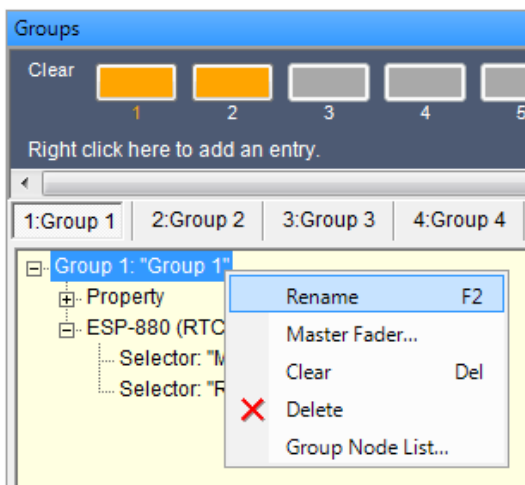 Groups
Clear
1 2 3 4 5
Right click here to add an entry.
1:Group 1 2:Group 2 3:Group 3 4:Group 4
Group 1: "Group 1"
Property
ESP-880 (RTC
Selector: "M
Selector: "R
Rename F2
Master Fader...
Clear Del
Delete
Group Node List...